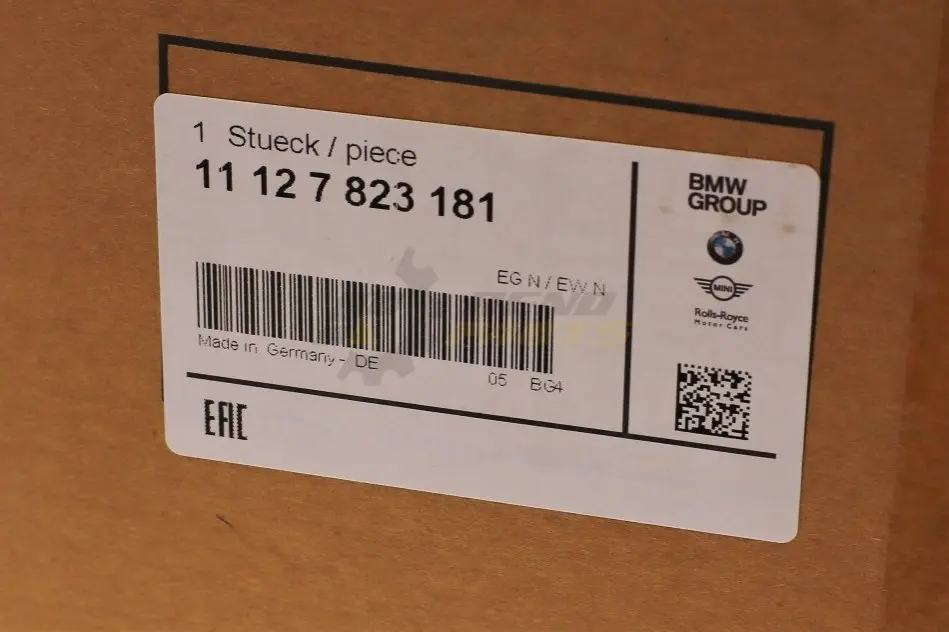 1 Stueck / piece
11 12 7 823 181
EG N / EW N
Made in Germany - DE
05 BG4
EAC
BMW
GROUP
MINI
Rolls-Royce
Motor Cars